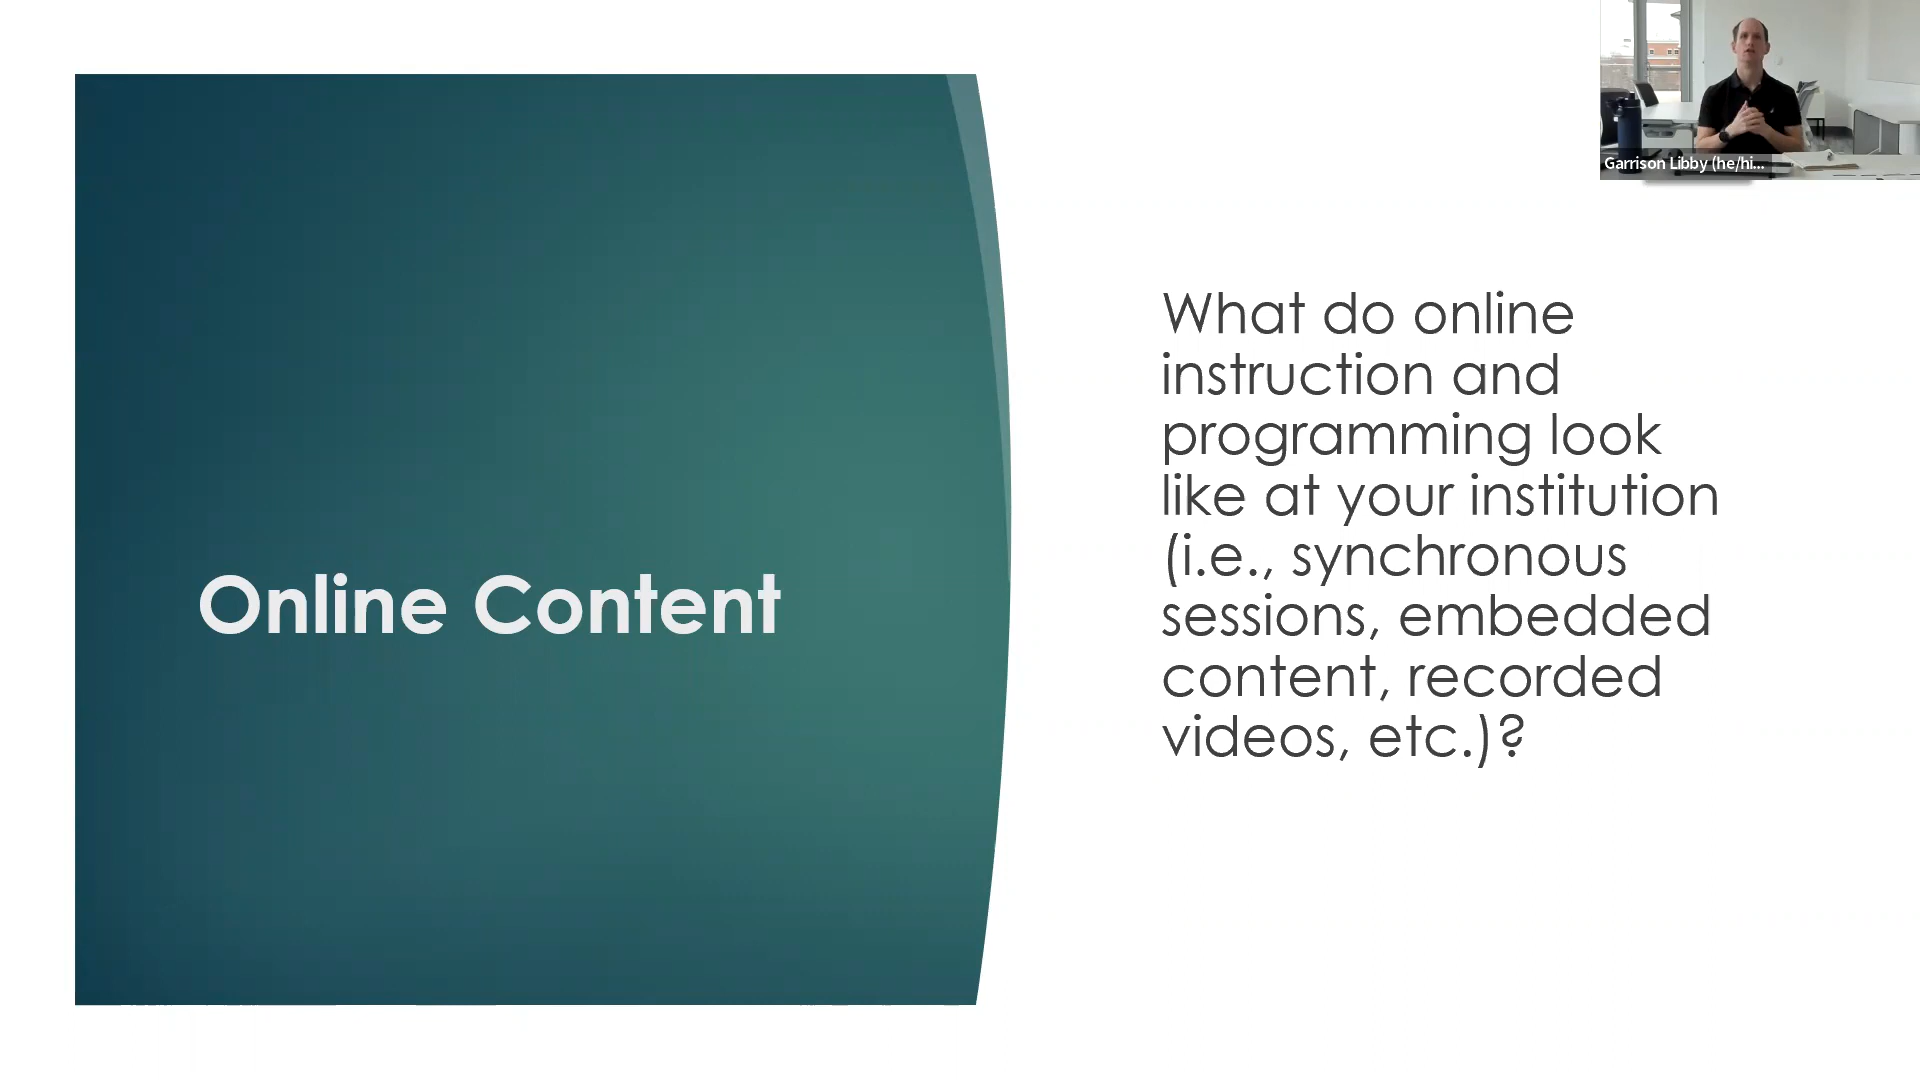 Garrison Libby (he/hi...
Online Content
What do online
instruction and
programming look
like at your institution
(i.e., synchronous
sessions, embedded
content, recorded
videos, etc.)?